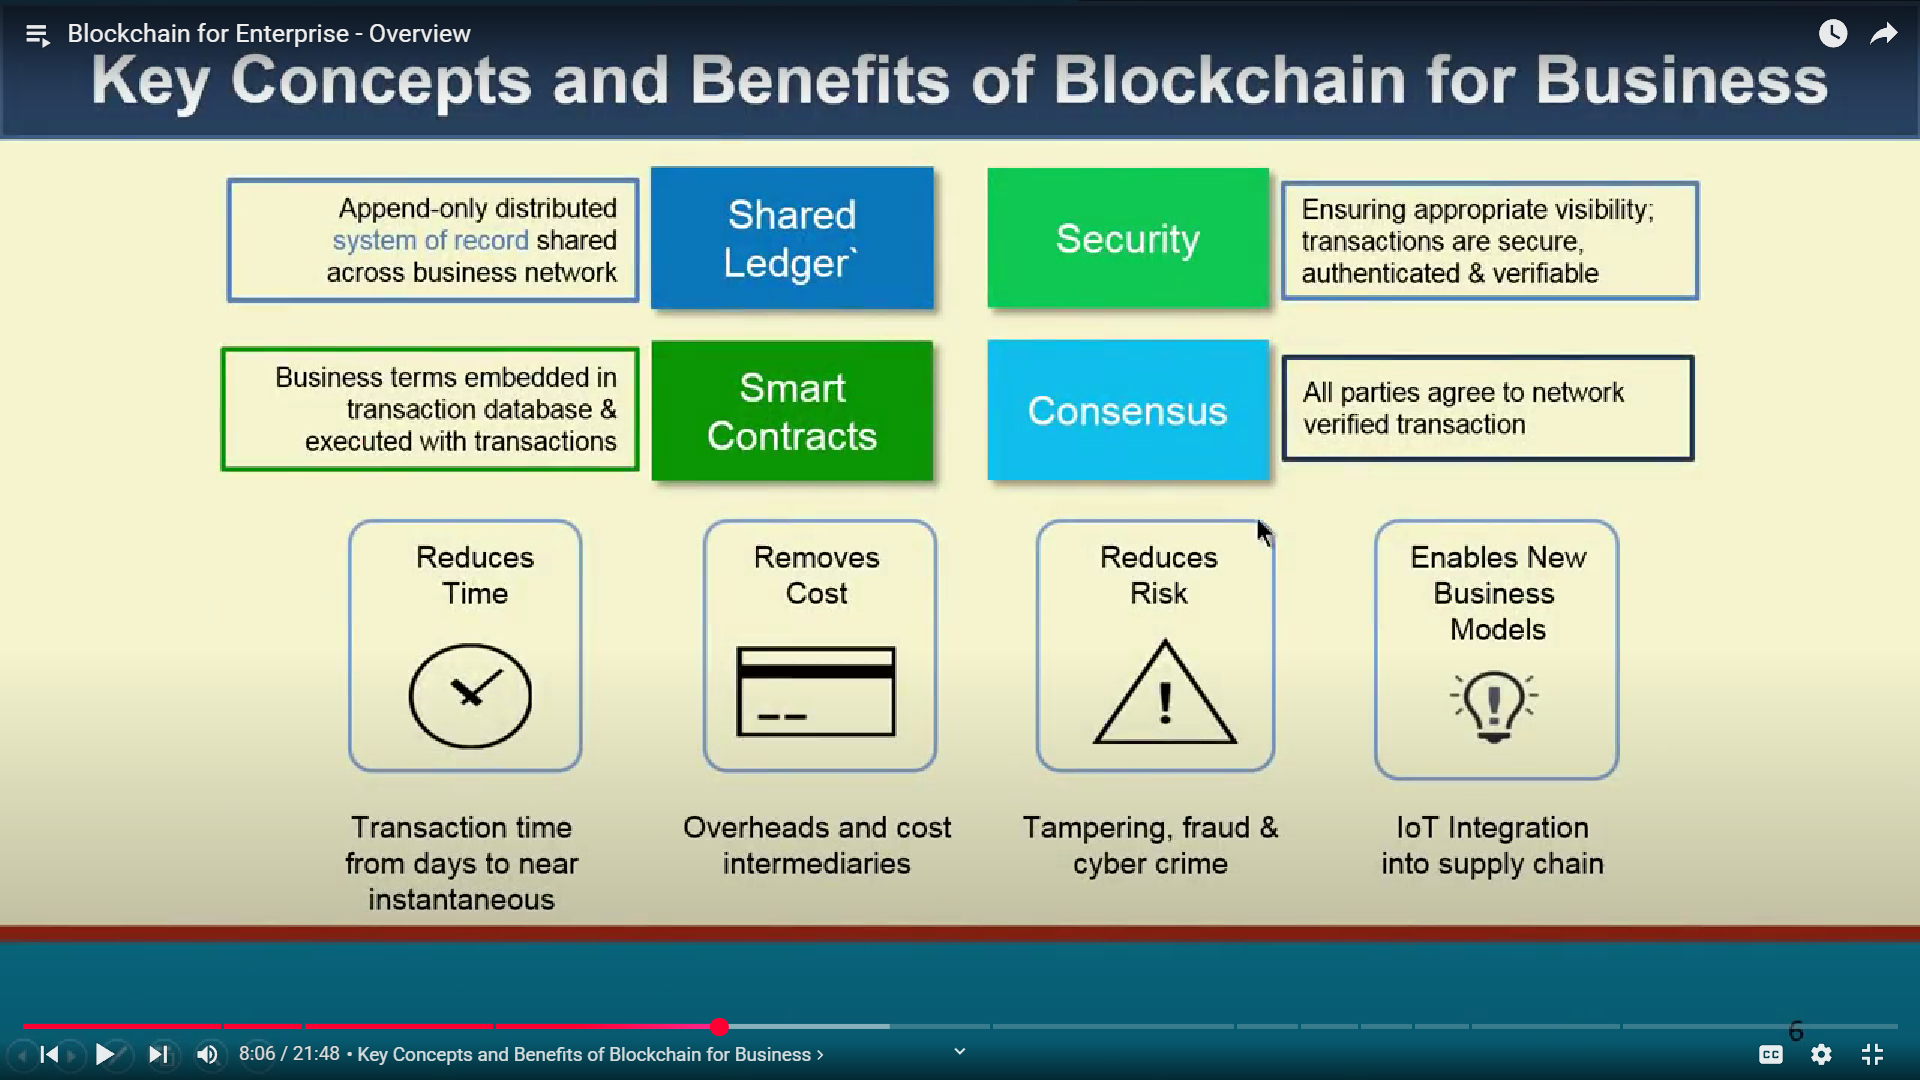 Blockchain for Enterprise - Overview
Key Concepts and Benefits of Blockchain for Business
Append-only distributed
system of record shared
across business network
Shared
Ledger`
Security
Ensuring appropriate visibility;
transactions are secure,
authenticated & verifiable
Business terms embedded in
transaction database &
executed with transactions
Smart
Contracts
Consensus
All parties agree to network
verified transaction
Reduces
Time
Removes
Cost
Reduces
Risk
!
Enables New
Business
Models
!
Transaction time
from days to near
instantaneous
Overheads and cost
intermediaries
Tampering, fraud &
cyber crime
IoT Integration
into supply chain
6
8:06 / 21:48 • Key Concepts and Benefits of Blockchain for Business ›
CC